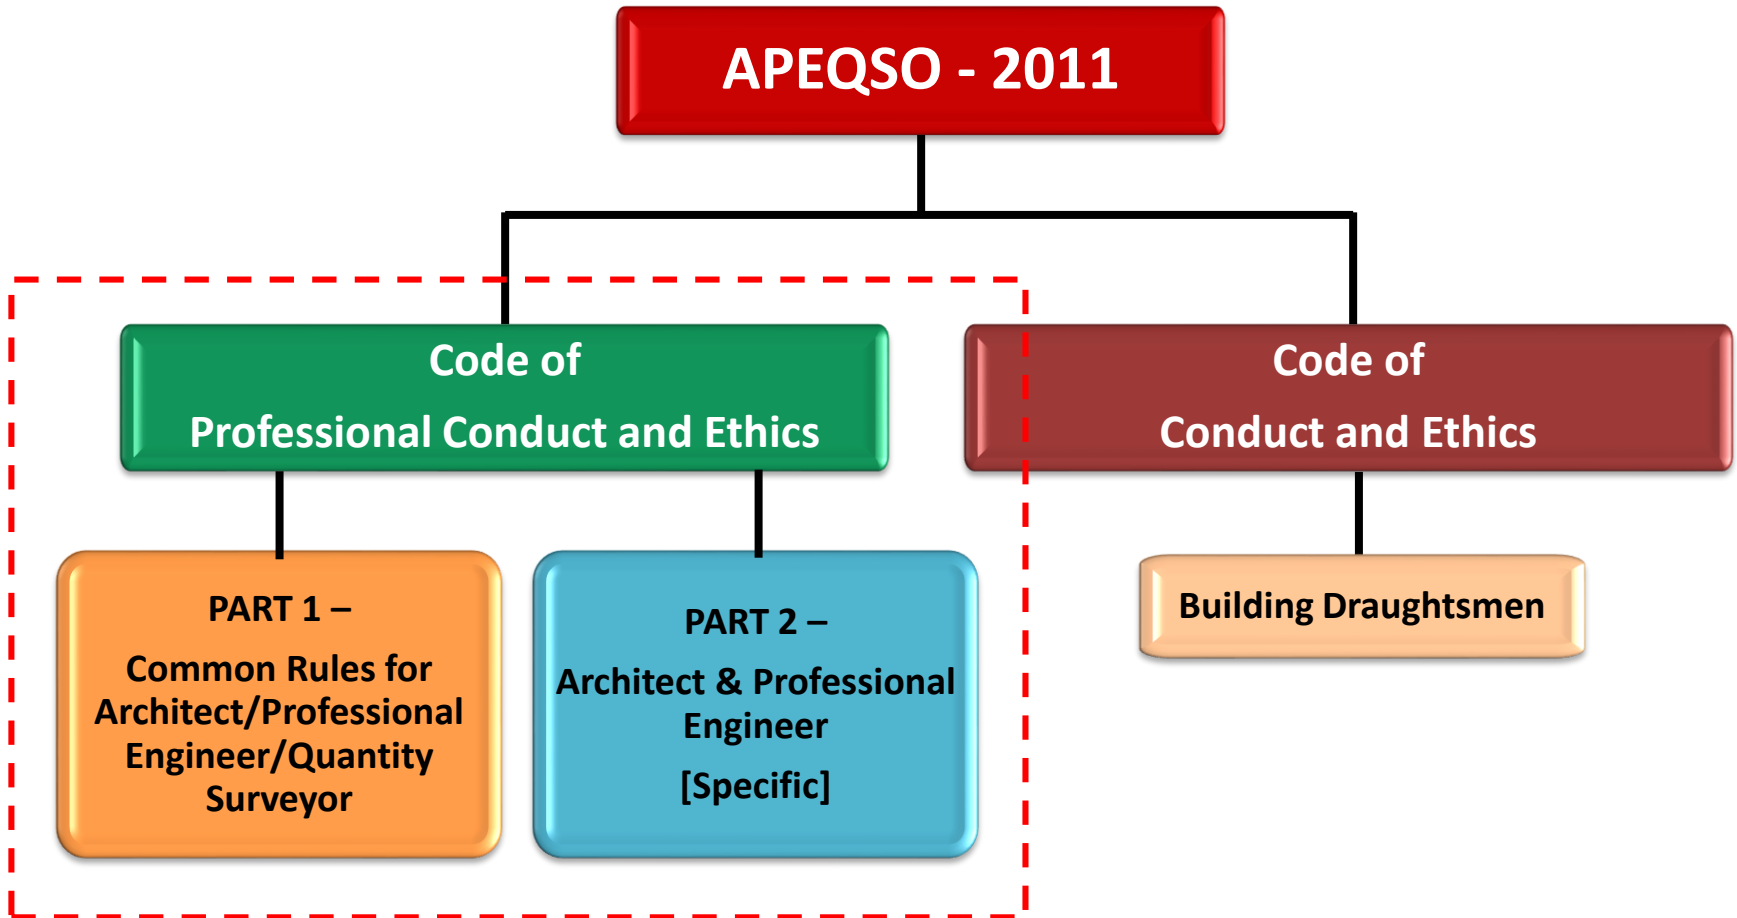 APEQSO - 2011
Code of
Professional Conduct and Ethics
Code of
Conduct and Ethics
PART 1 –
Common Rules for
Architect/Professional
Engineer/Quantity
Surveyor
PART 2 –
Architect & Professional
Engineer
[Specific]
Building Draughtsmen